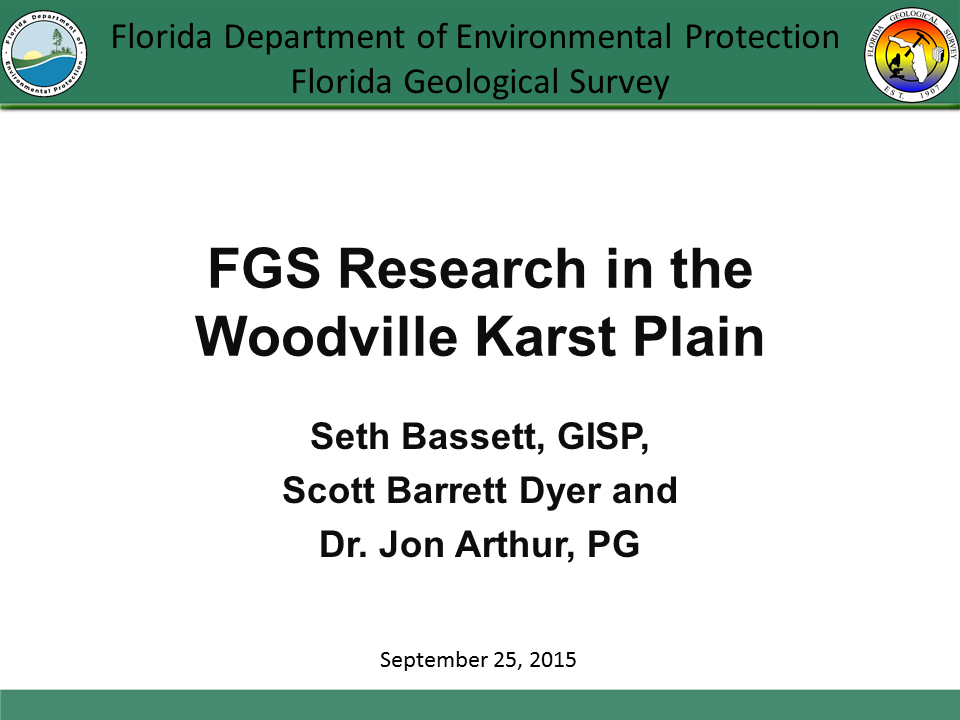 Florida Department of Environmental Protection
Florida Geological Survey
Florida Department of
Environmental Protection
FLORIDA GEOLOGICAL SURVEY
EST. 1907
FGS Research in the
Woodville Karst Plain
Seth Bassett, GISP,
Scott Barrett Dyer and
Dr. Jon Arthur, PG
September 25, 2015